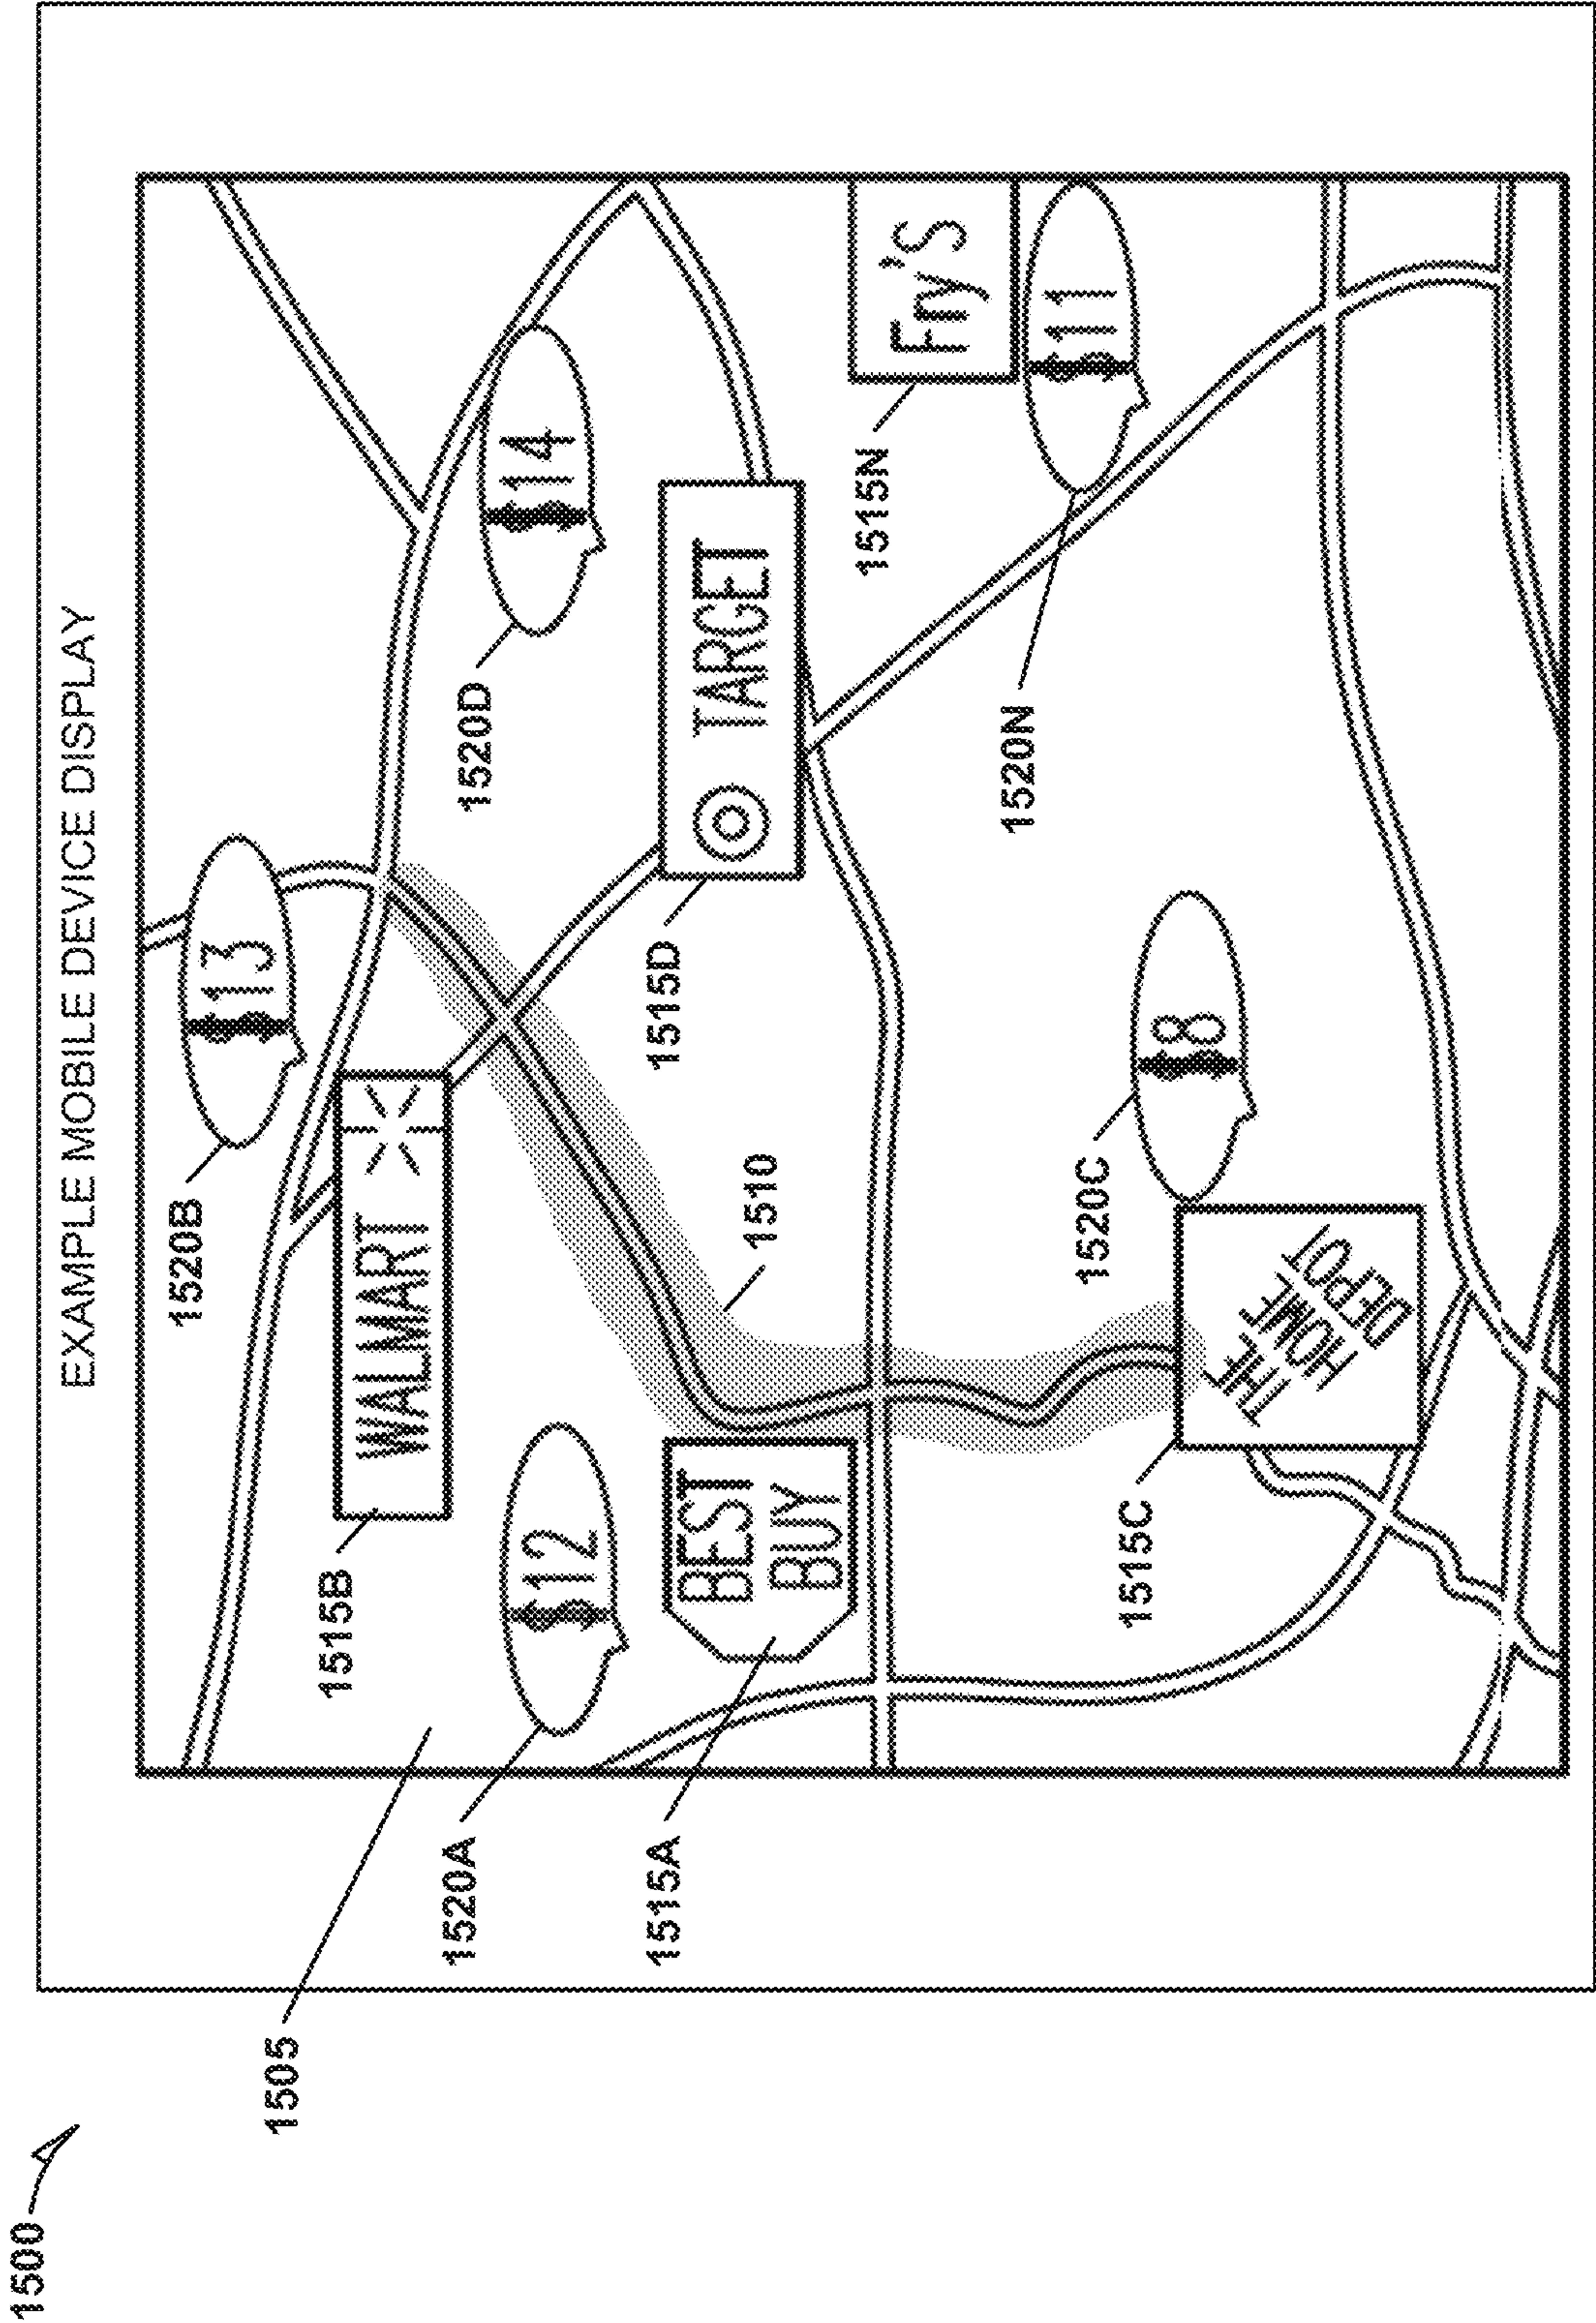 1500
EXAMPLE MOBILE DEVICE DISPLAY
1520B
$13
1505
1515B
WALMART
1520A
1520D
$12
$14
1515A
BEST
BUY
1515D
TARGET
1510
1515N
Fry'S
1520N
$11
1520C
$8
1515C
THE
HOME
DEPOT